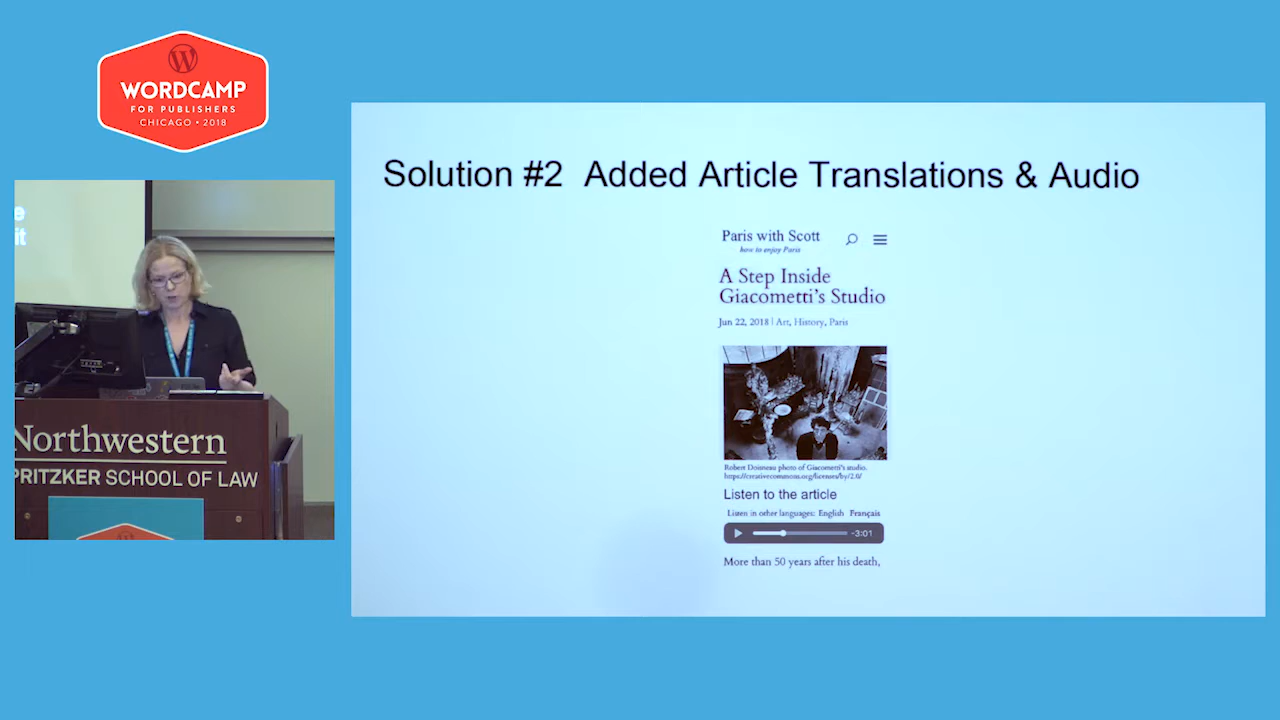 WORDCAMP
FOR PUBLISHERS
CHICAGO • 2018
Northwestern
PRITZKER SCHOOL OF LAW
Solution #2 Added Article Translations & Audio
Paris with Scott
how to enjoy Paris
A Step Inside
Giacometti's Studio
Jun 22, 2018 | Art, History, Paris
Robert Doisneau photo of Giacometti's studio.
https://creativecommons.org/licenses/by/2.0/
Listen to the article
Listen in other languages: English Français
-3:01
More than 50 years after his death,